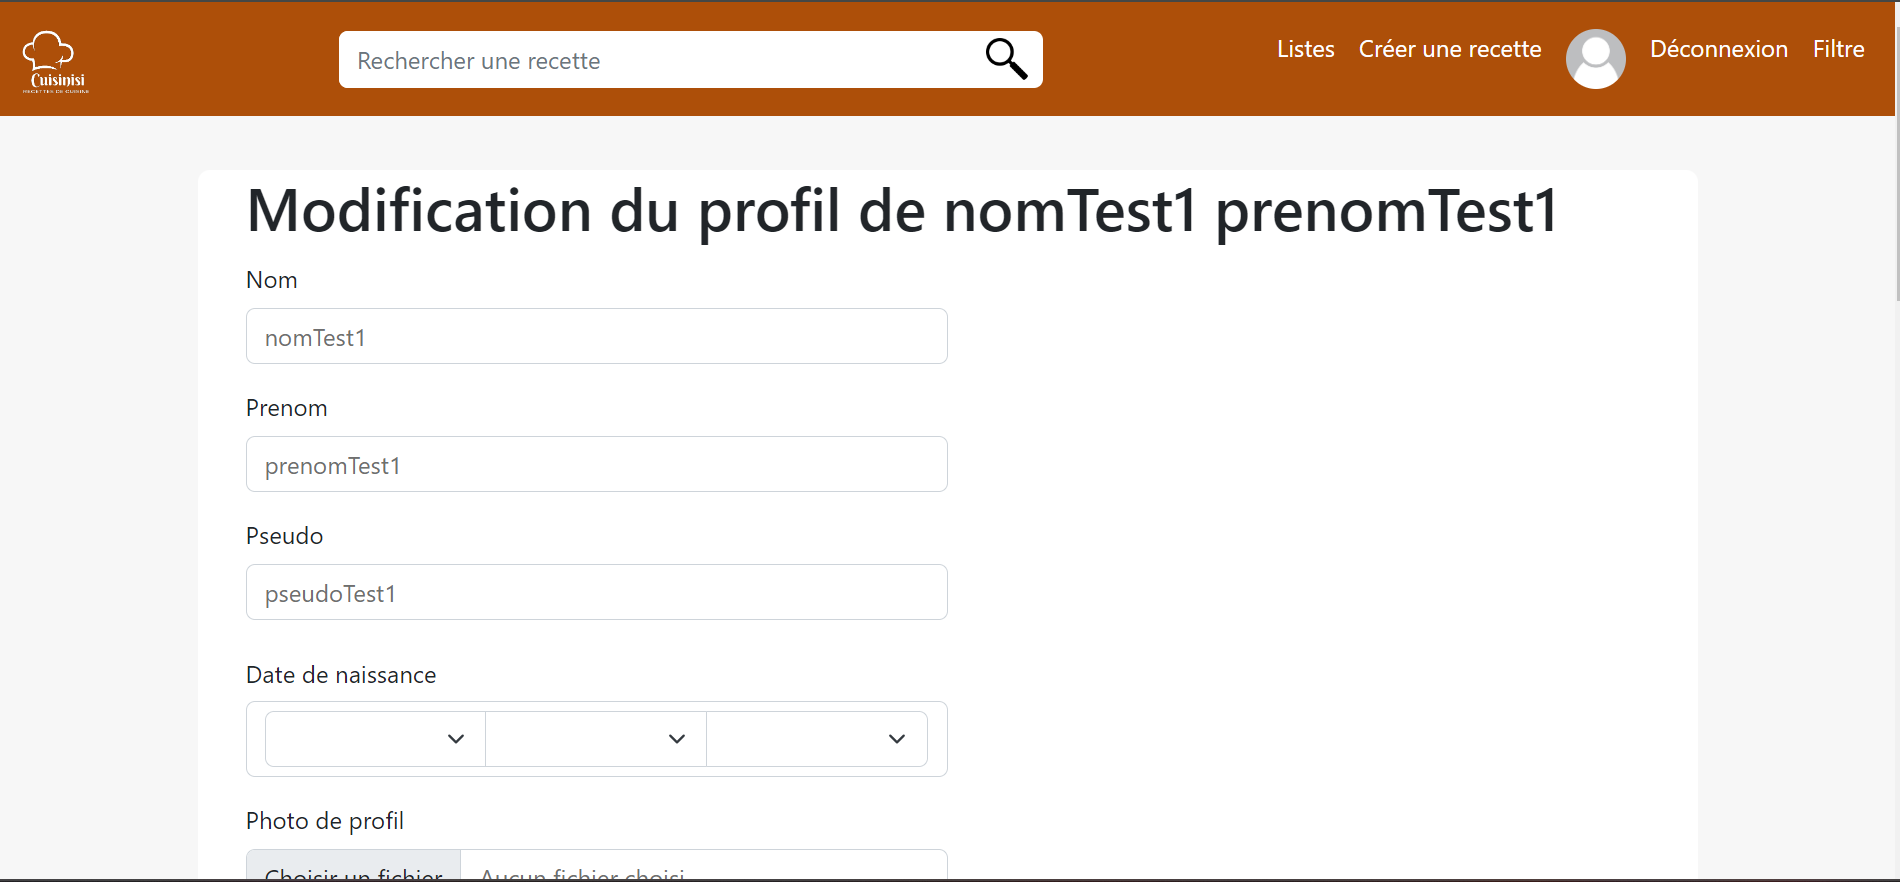 Cuisinisi
RECETTES DE CUISINE
Rechercher une recette
Listes
Créer une recette
Déconnexion
Filtre
Modification du profil de nomTest1 prenomTest1
Nom
nomTest1
Prenom
prenomTest1
Pseudo
pseudoTest1
Date de naissance
Photo de profil
Choisir un fichier
Aucun fichier choisi